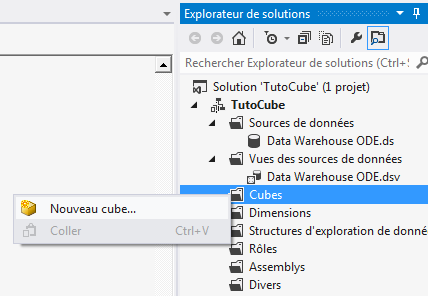 Explorateur de solutions
Rechercher Explorateur de solutions (Ctrl+
Solution 'TutoCube' (1 projet)
TutoCube
Sources de données
Data Warehouse ODE.ds
Vues des sources de données
Data Warehouse ODE.dsv
Cubes
Nouveau cube...
Dimensions
Coller Ctrl+V
Structures d'exploration de donné
Rôles
Assemblys
Divers